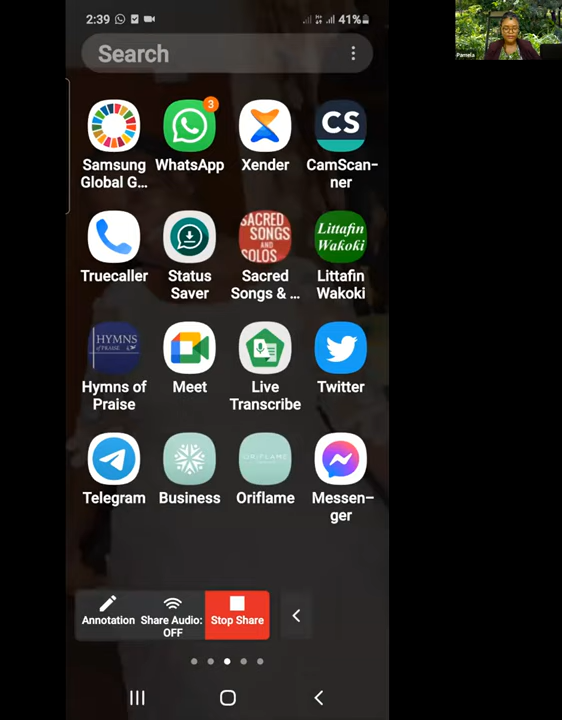 2:39
41%
Search
CS
3
Samsung Global G...
WhatsApp
Xender
CamScan-
ner
SACRED
SONGS
AND
SOLOS
Littafin
Wakoki
Truecaller
Status
Saver
Sacred
Songs & ...
Littafin
Wakoki
HYMNS
of PRAISE
Hymns of
Praise
Meet
Live
Transcribe
Twitter
ORIFLAME
Telegram
Business
Oriflame
Messen-
ger
Annotation
Share Audio:
OFF
Stop Share
Pamela